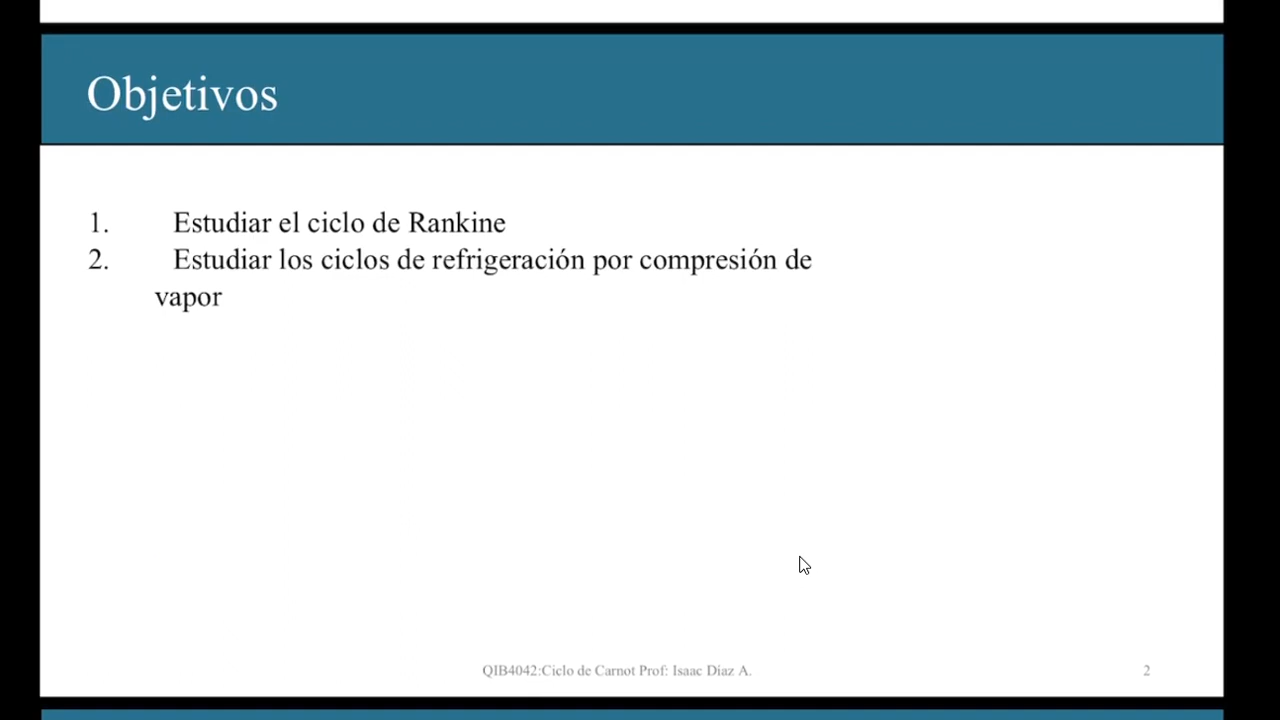 Objetivos
1. Estudiar el ciclo de Rankine
2. Estudiar los ciclos de refrigeración por compresión de
vapor
QIB4042:Ciclo de Carnot Prof: Isaac Díaz A.
2